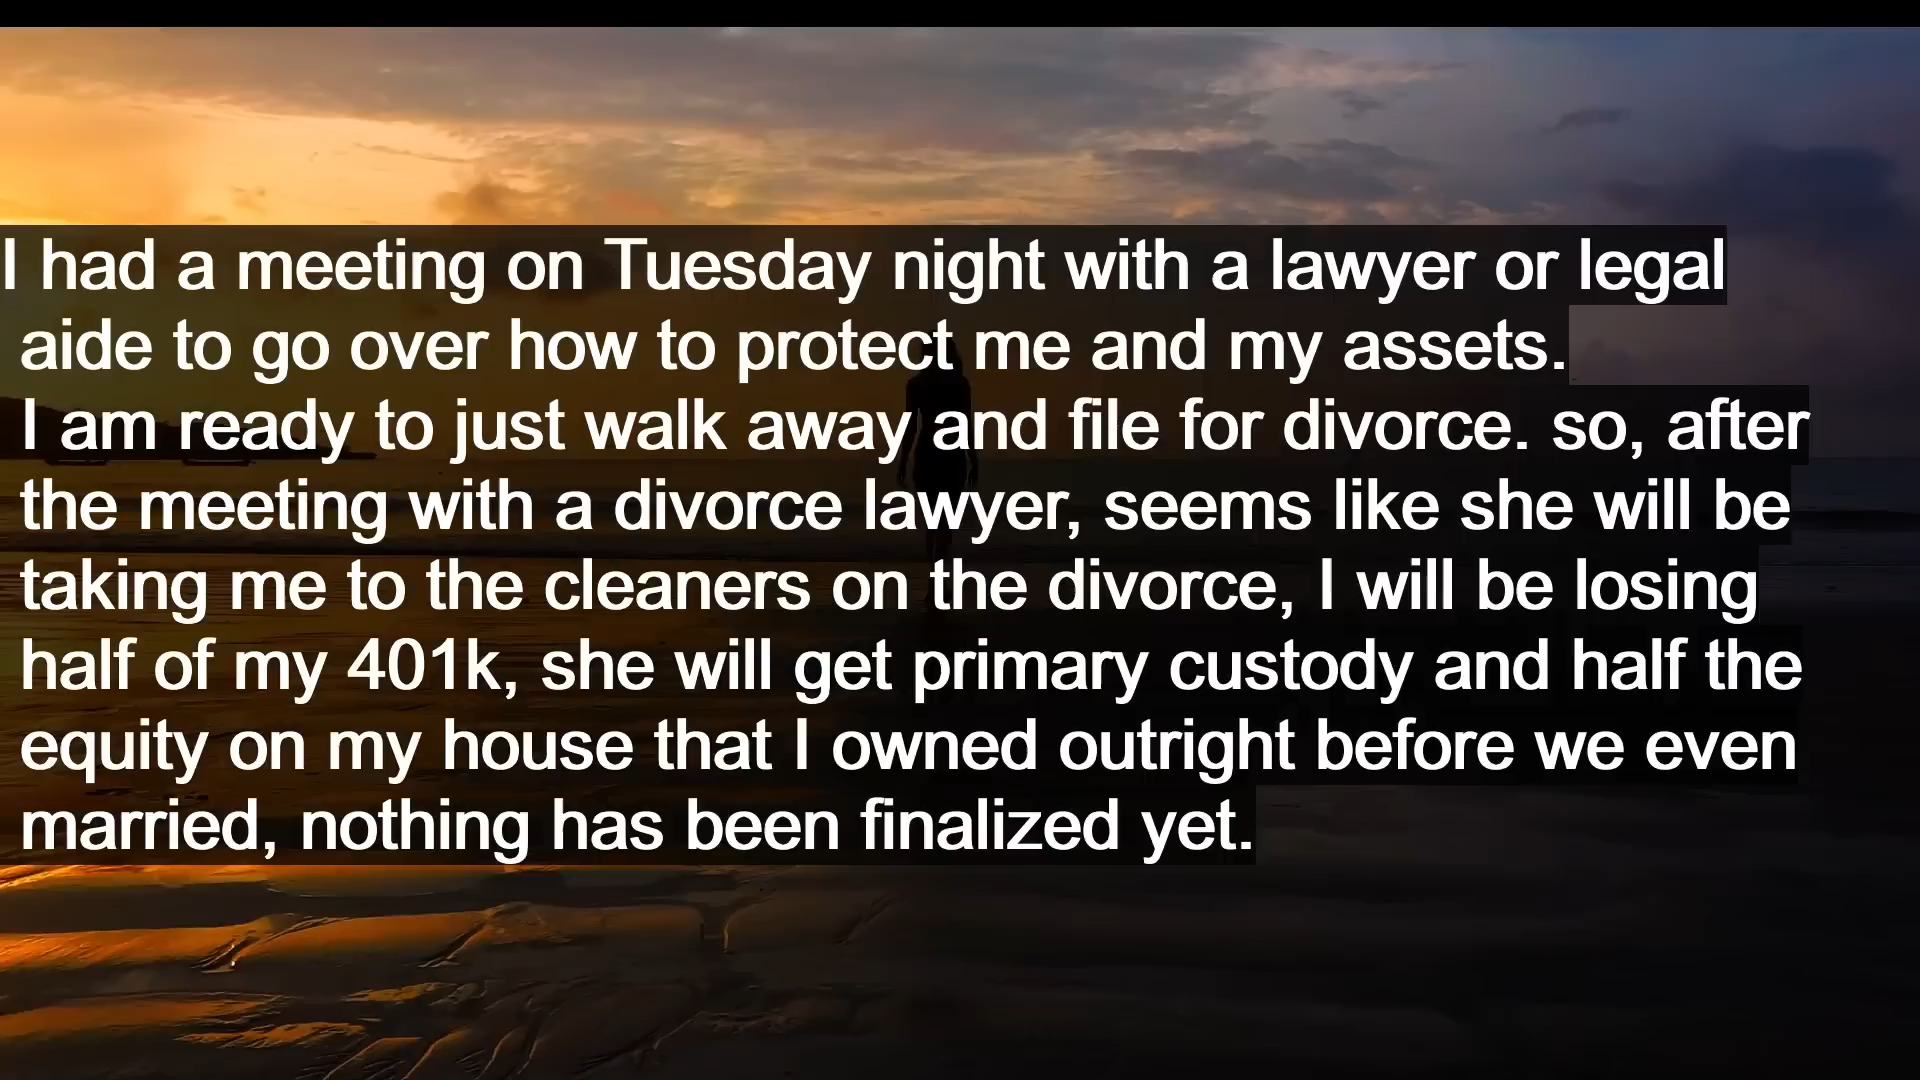 I had a meeting on Tuesday night with a lawyer or legal
aide to go over how to protect me and my assets.
I am ready to just walk away and file for divorce. so, after
the meeting with a divorce lawyer, seems like she will be
taking me to the cleaners on the divorce, I will be losing
half of my 401k, she will get primary custody and half the
equity on my house that I owned outright before we even
married, nothing has been finalized yet.